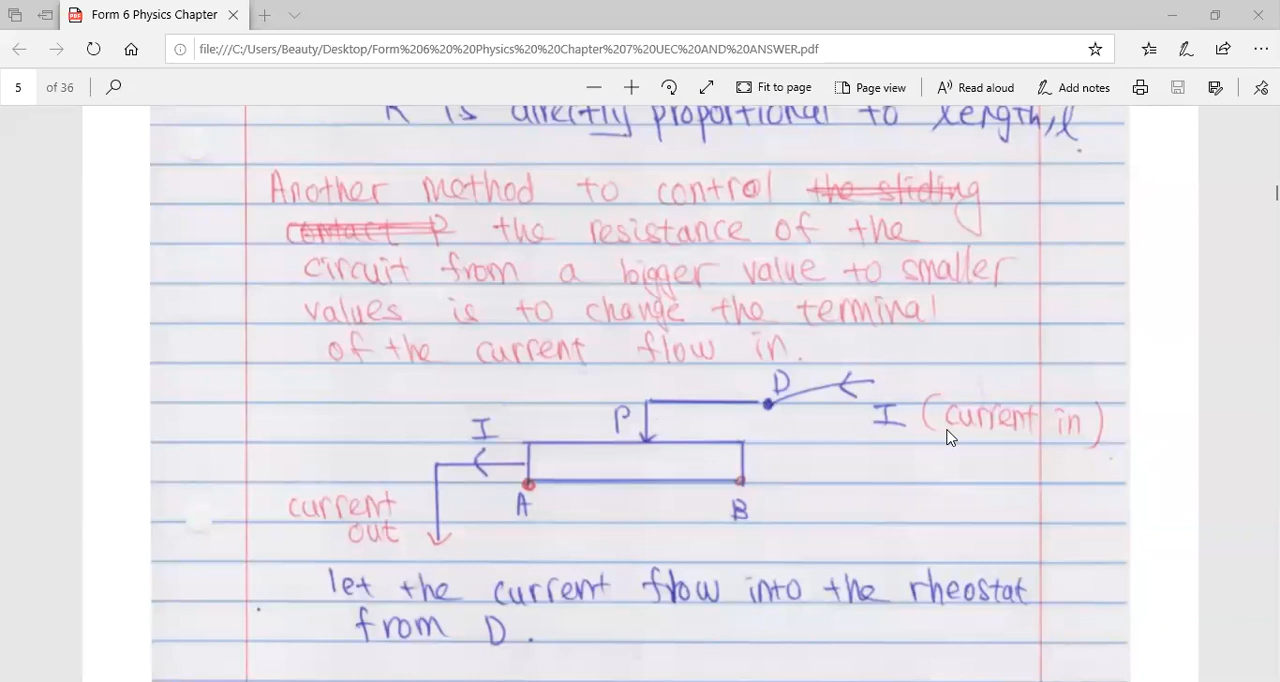 Form 6 Physics Chapter
file:///C:/Users/Beauty/Desktop/Form%206%20%20Physics%20%20Chapter%207%20UEC%20AND%20ANSWER.pdf
5 of 36
Fit to page
Page view
Read aloud
Add notes
R is directly proportional to length, l
Another method to control the sliding
contact P the resistance of the
circuit from a bigger value to smaller
values is to change the terminal
of the current flow in.
D
I (current in)
P
I
A
B
current
out
let the current flow into the rheostat
from D.